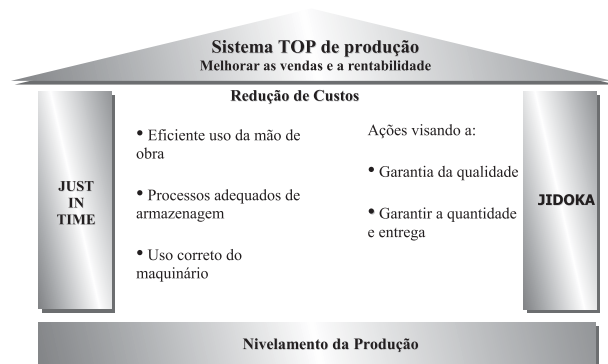 Sistema TOP de produção
Melhorar as vendas e a rentabilidade
Redução de Custos
JUST
IN
TIME
• Eficiente uso da mão de
obra
• Processos adequados de
armazenagem
• Uso correto do
maquinário
Ações visando a:
• Garantia da qualidade
• Garantir a quantidade
e entrega
JIDOKA
Nivelamento da Produção